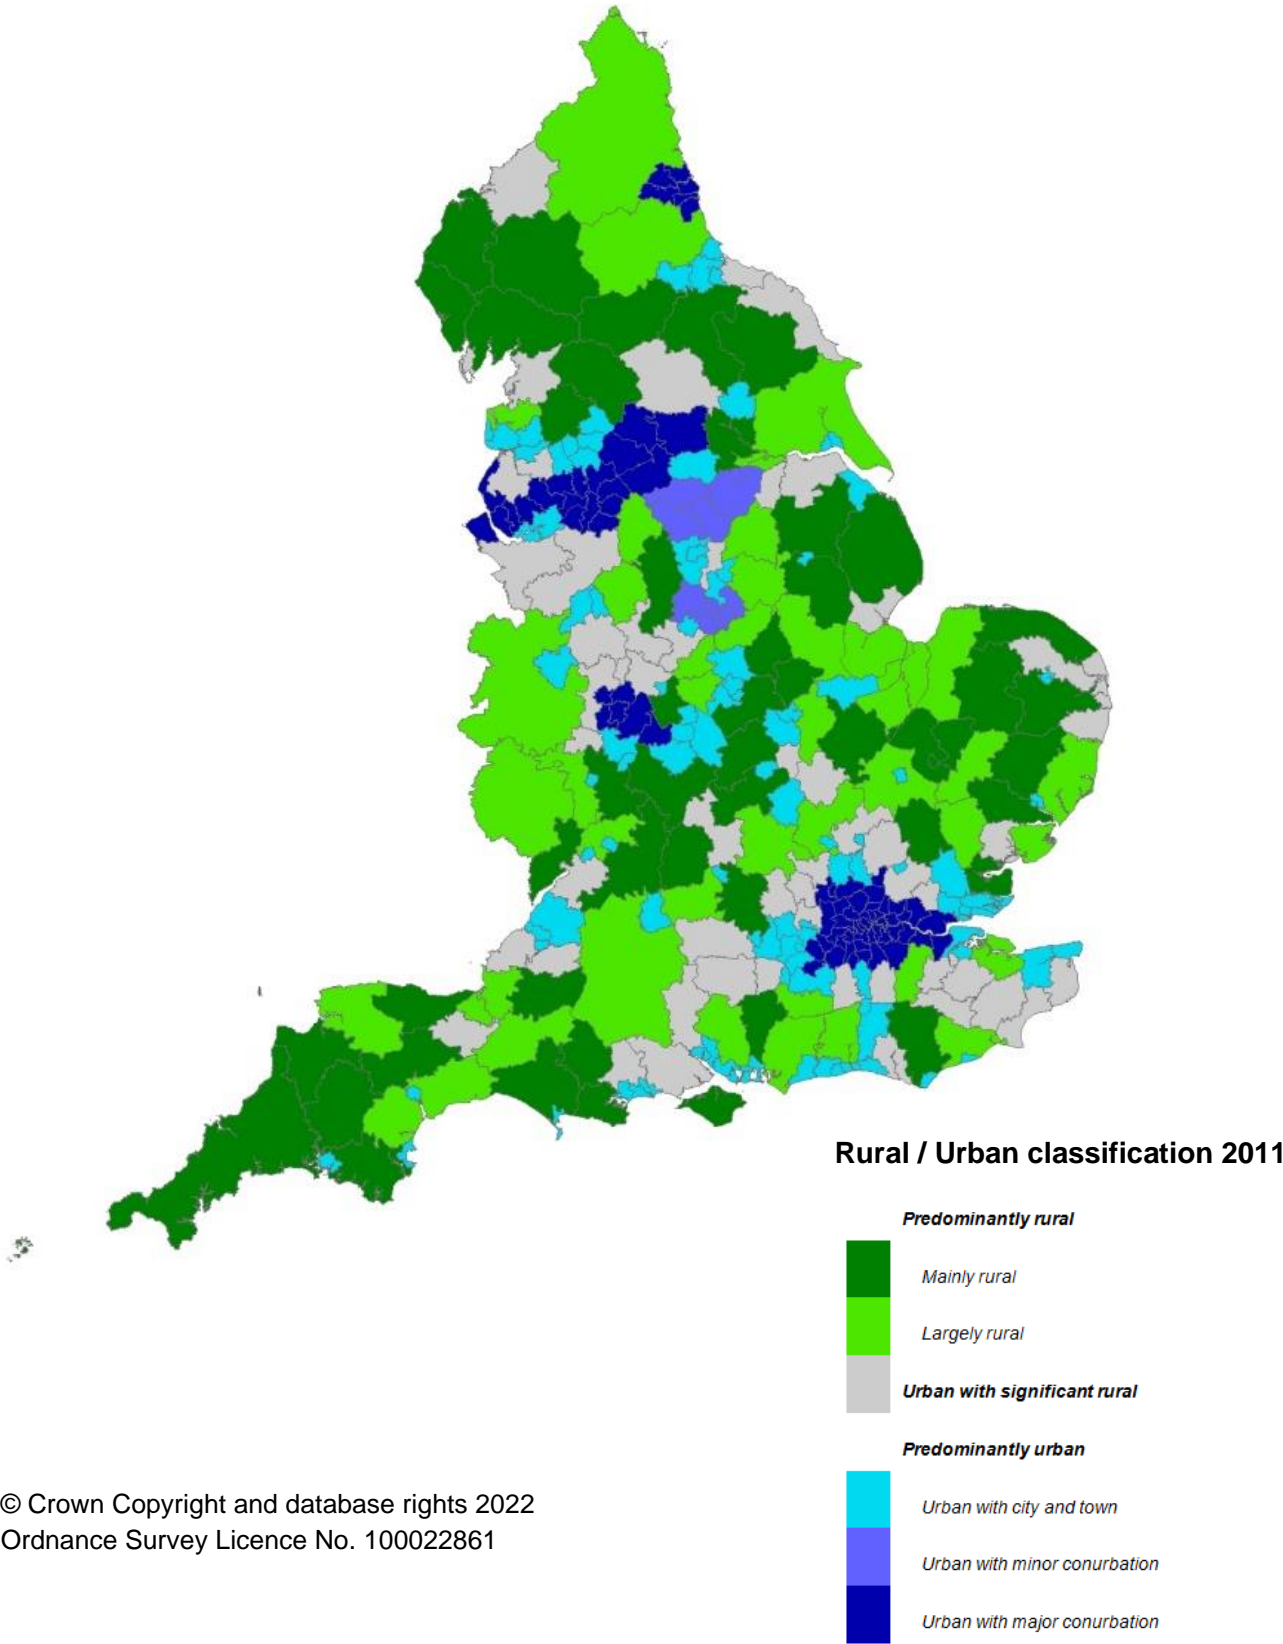 Rural / Urban classification 2011
Predominantly rural
Mainly rural
Largely rural
Urban with significant rural
Predominantly urban
Urban with city and town
Urban with minor conurbation
Urban with major conurbation
© Crown Copyright and database rights 2022
Ordnance Survey Licence No. 100022861